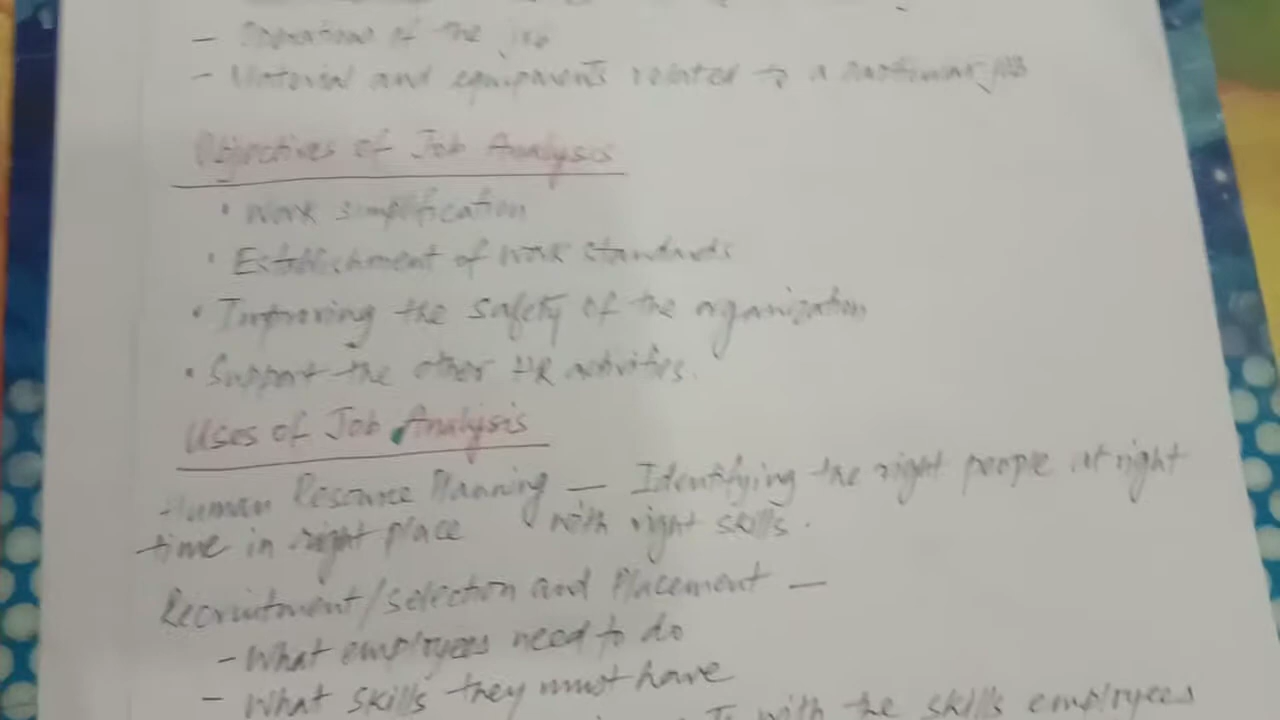 - Operations of the job
- Material and equipments related to a particular job
Objectives of Job Analysis
• Work simplification
• Establishment of work standards
• Improving the safety of the organization
• Support the other HR activities.
Uses of Job Analysis
Human Resource Planning — Identifying the right people at right
time in right place with right skills.
Recruitment/selection and Placement —
- What employees need to do
- What skills they must have
with the skills employees